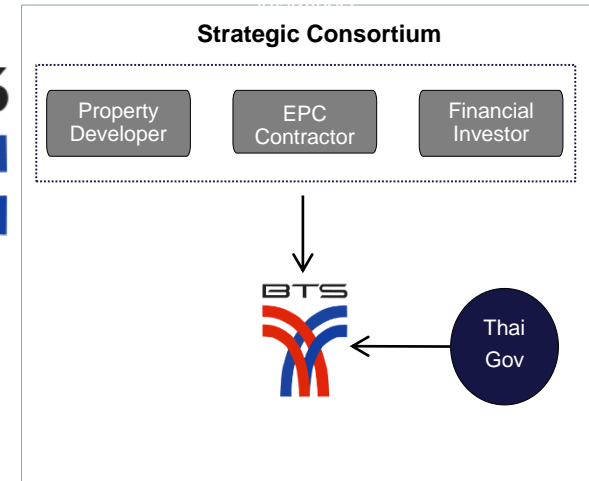 Strategic Consortium
Property
Developer
EPC
Contractor
Financial
Investor
BTS
Thai
Gov